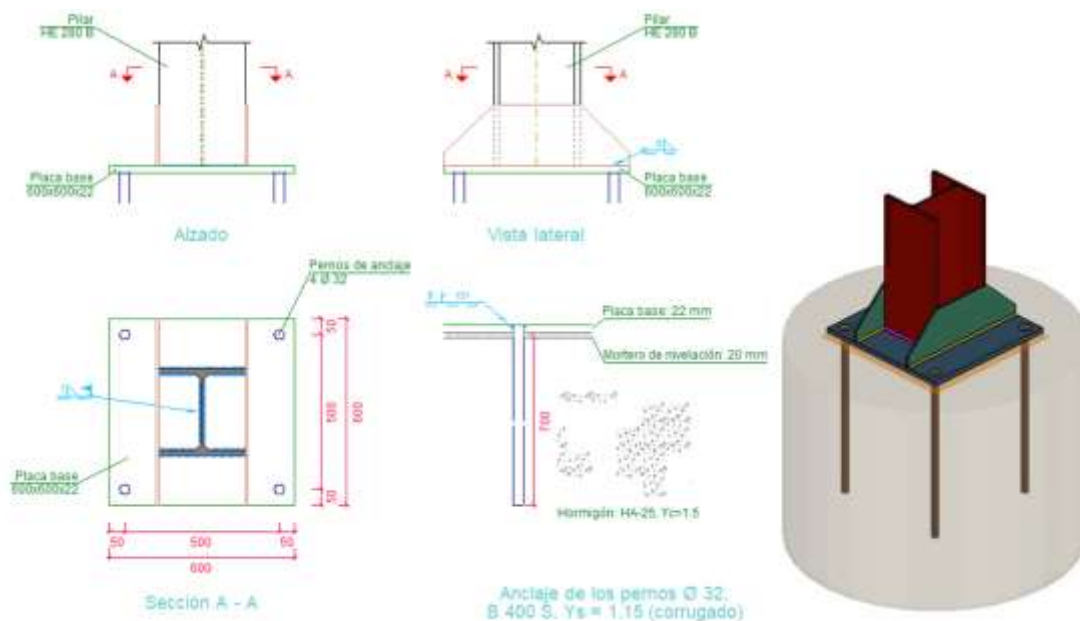 Pilar
HE 280 B
A
A
Placa base
600x600x22
Alzado
Pilar
HE 280 B
A
A
Placa base
600x600x22
Vista lateral
Pernos de anclaje
4 Ø 32
50
500
600
50
Placa base
600x600x22
50
500
50
600
Sección A - A
Placa base: 22 mm
Mortero de nivelación: 20 mm
700
Hormigón: HA-25, Yc=1.5
Anclaje de los pernos Ø 32,
B 400 S, Ys = 1.15 (corrugado)